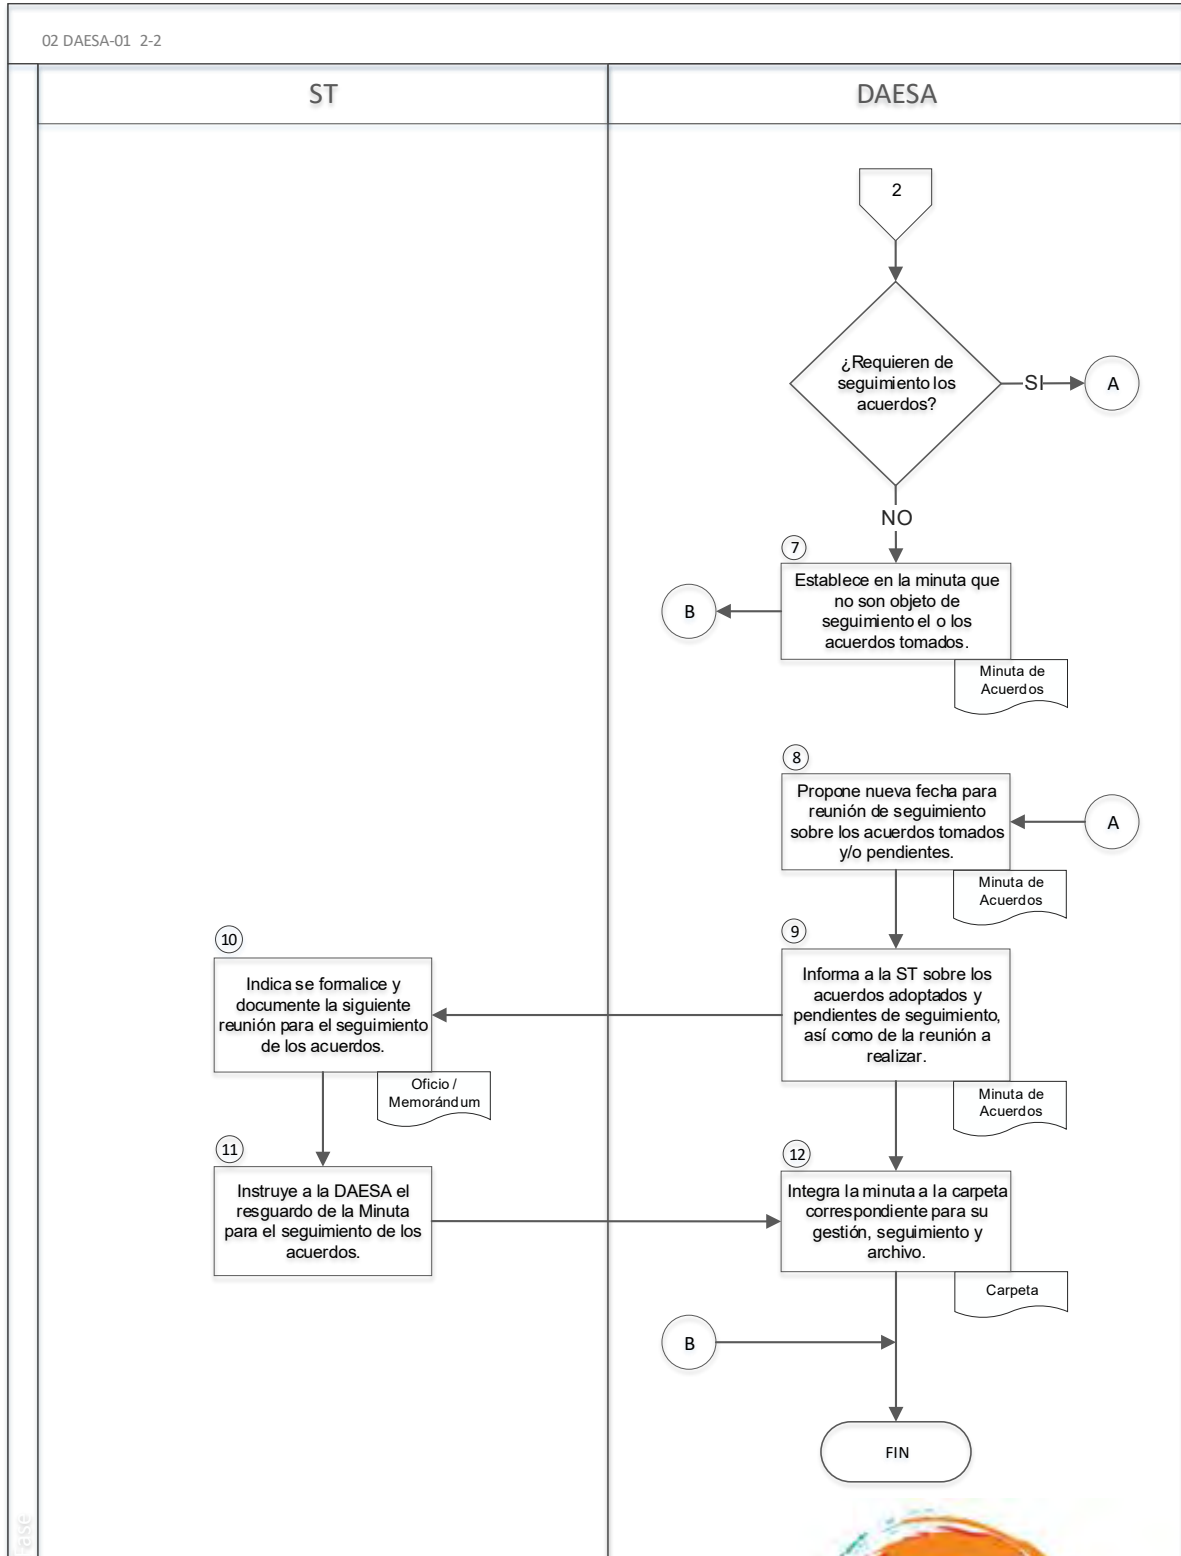 02 DAESA-01 2-2
ST
DAESA
2
¿Requieren de
seguimiento los
acuerdos?
SI
A
NO
7
Establece en la minuta que
no son objeto de
seguimiento el o los
acuerdos tomados.
B
Minuta de
Acuerdos
8
Propone nueva fecha para
reunión de seguimiento
sobre los acuerdos tomados
y/o pendientes.
A
Minuta de
Acuerdos
9
Informa a la ST sobre los
acuerdos adoptados y
pendientes de seguimiento,
así como de la reunión a
realizar.
Minuta de
Acuerdos
10
Indica se formalice y
documente la siguiente
reunión para el seguimiento
de los acuerdos.
Oficio /
Memorándum
11
Instruye a la DAESA el
resguardo de la Minuta
para el seguimiento de los
acuerdos.
12
Integra la minuta a la carpeta
correspondiente para su
gestión, seguimiento y
archivo.
Carpeta
B
FIN